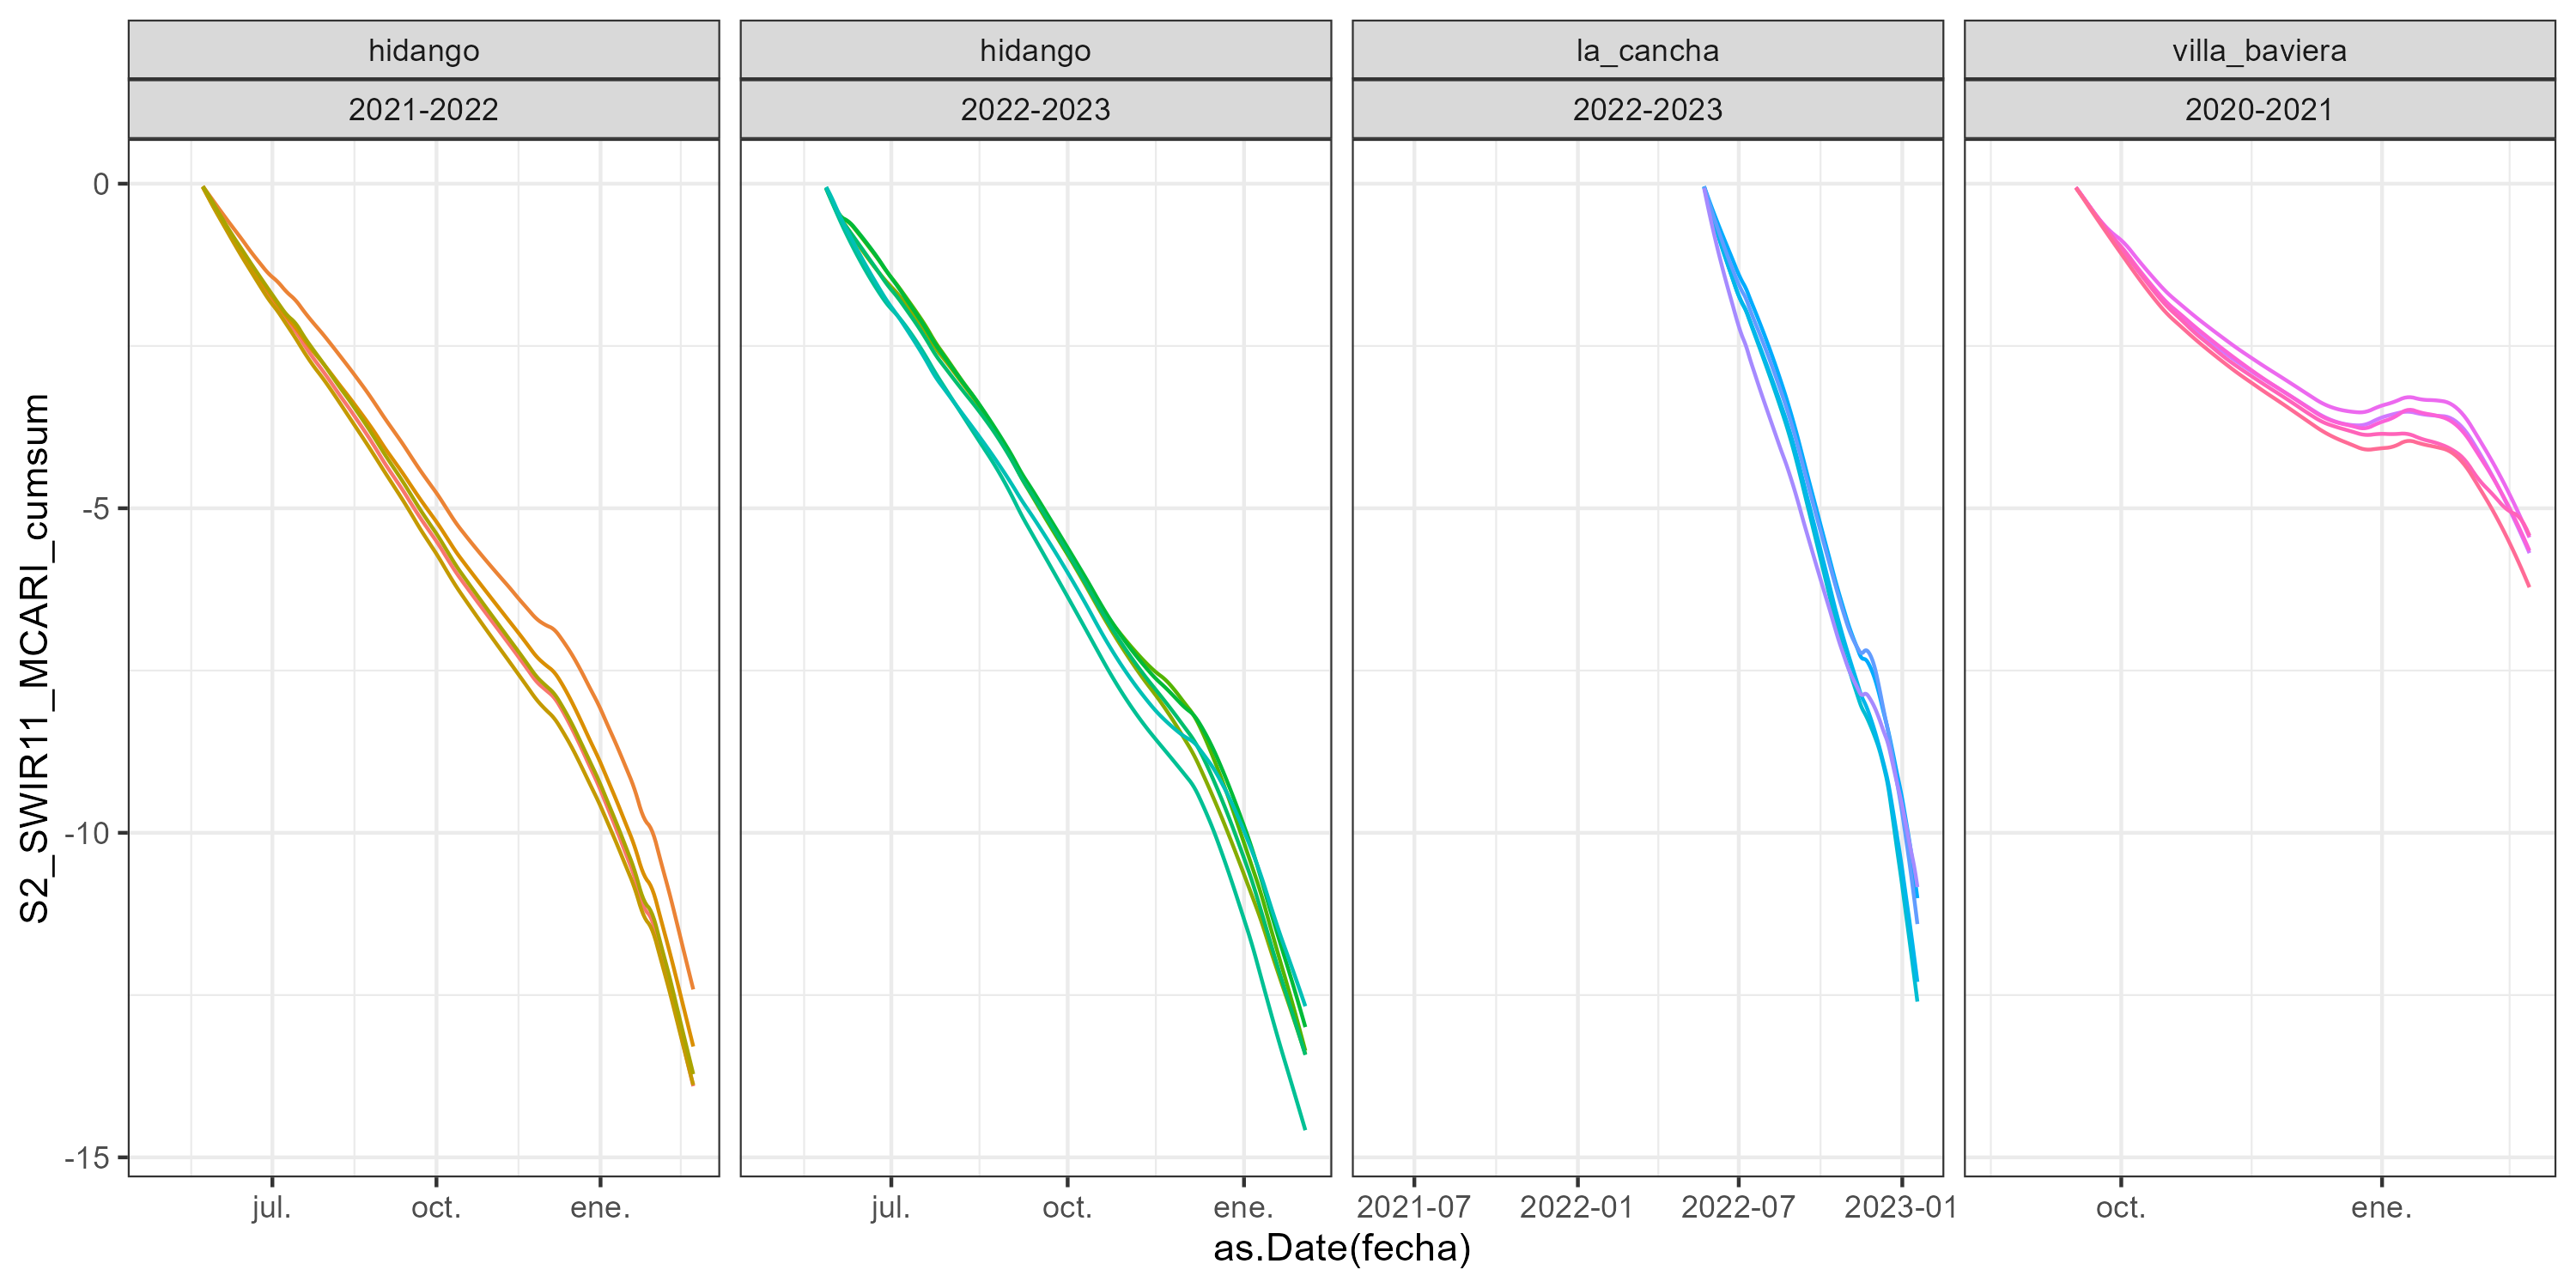 hidango
hidango
la_cancha
villa_baviera
2021-2022
2022-2023
2022-2023
2020-2021
S2_SWIR11_MCARI_cumsum
0
-5
-10
-15
jul.
oct.
ene.
jul.
oct.
ene.
2021-07
2022-01
2022-07
2023-01
oct.
ene.
as.Date(fecha)